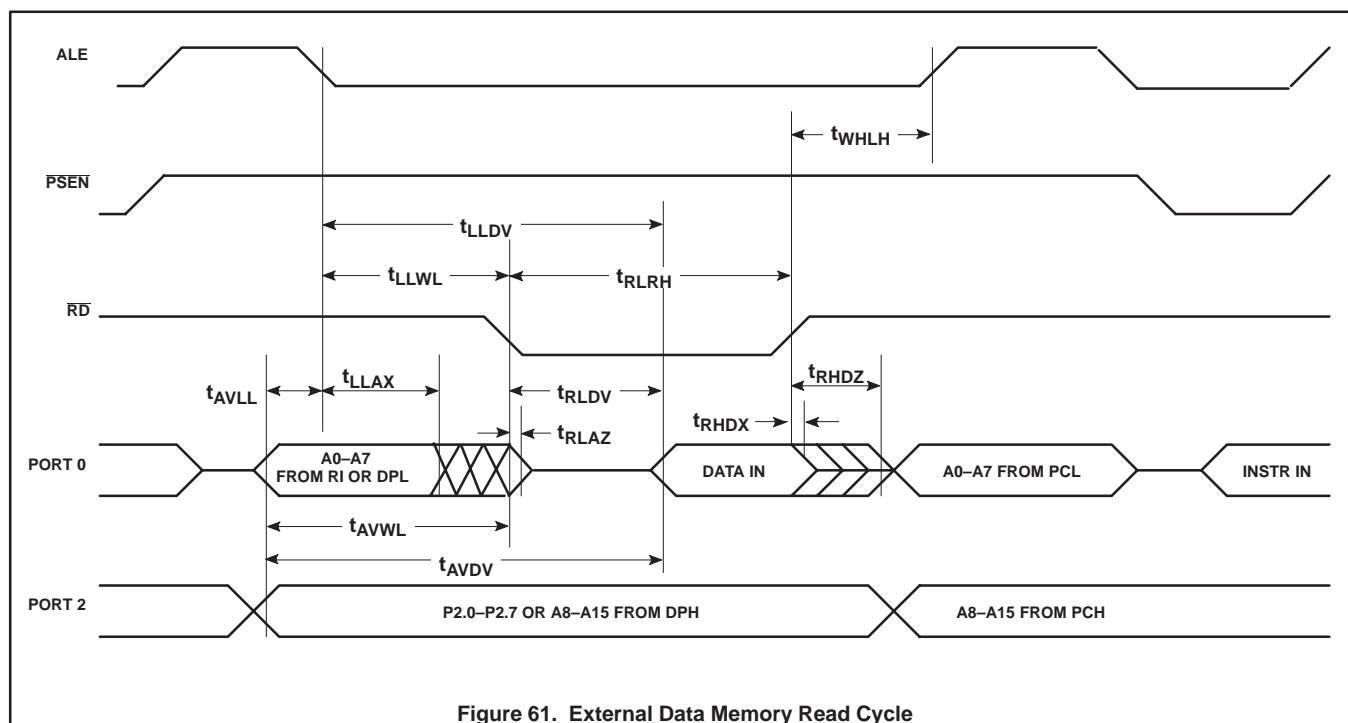 ALE
tWHLH
PSEN
tLLDV
tLLWL
tRLRH
RD
tAVLL
tLLAX
tRLDV
tRHDZ
tRLAZ
tRHDX
PORT 0
A0–A7
FROM RI OR DPL
DATA IN
A0–A7 FROM PCL
INSTR IN
tAVWL
tAVDV
PORT 2
P2.0–P2.7 OR A8–A15 FROM DPH
A8–A15 FROM PCH
Figure 61. External Data Memory Read Cycle